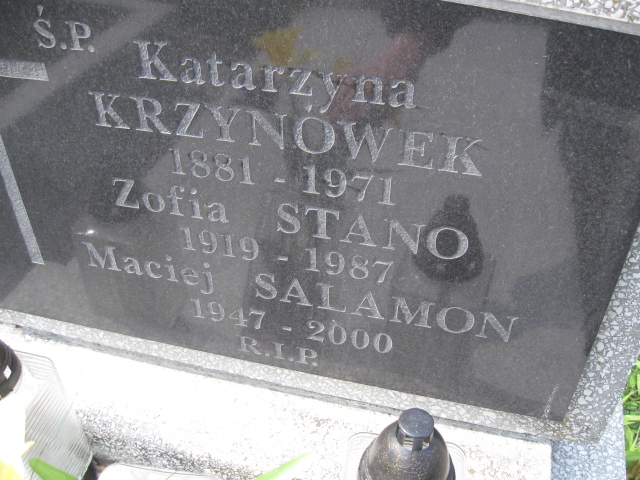 Ś.P. Katarzyna
KRZYNÓWEK
1881 - 1971
Zofia STANO
1919 - 1987
Maciej SALAMON
1947 - 2000
R.I.P.